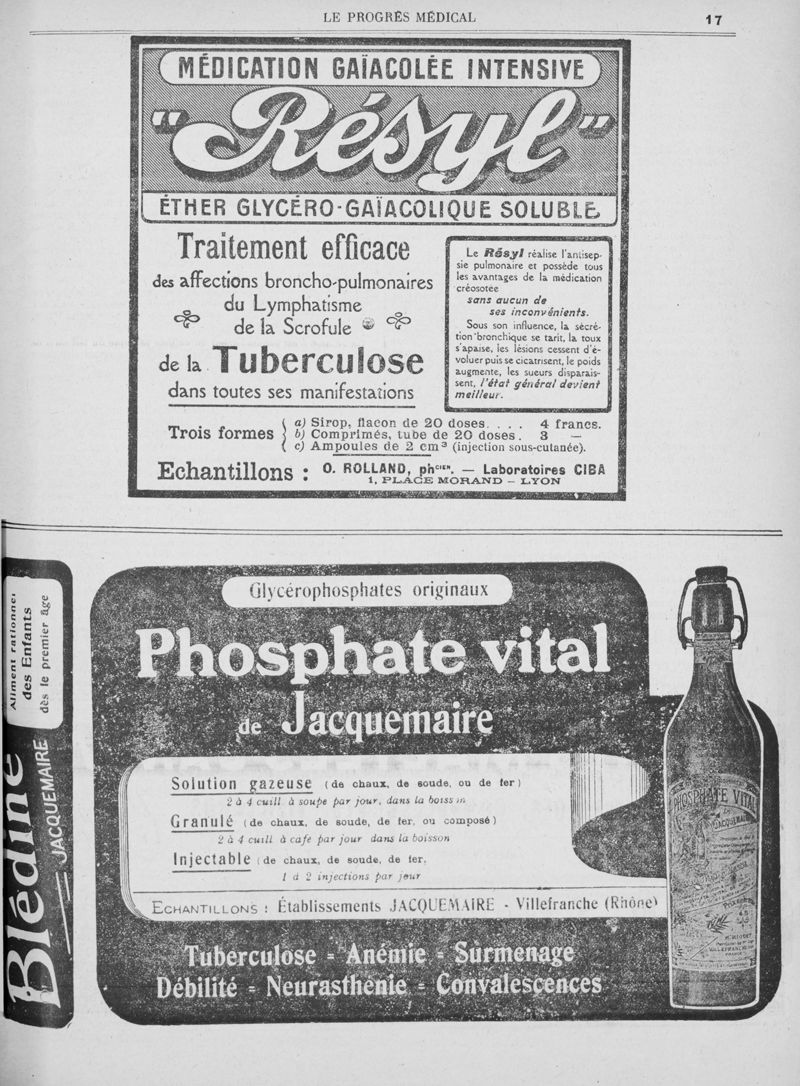 LE PROGRÈS MÉDICAL
17
MÉDICATION GAÏACOLÉE INTENSIVE
"Résyl"
ÉTHER GLYCÉRO-GAÏACOLIQUE SOLUBLE
Traitement efficace
des affections broncho-pulmonaires
du Lymphatisme
de la Scrofule
de la Tuberculose
dans toutes ses manifestations
Le Résyl réalise l'antisep-
sie pulmonaire et possède tous
les avantages de la médication
créosotée
sans aucun de
ses inconvénients.
Sous son influence, la sécré-
tion bronchique se tarit, la toux
s'apaise, les lésions cessent d'é-
voluer puis se cicatrisent, le poids
augmente, les sueurs disparais-
sent, l'état général devient
meilleur.
Trois formes
a) Sirop, flacon de 20 doses. . . . 4 francs.
b) Comprimés, tube de 20 doses. 3 —
c) Ampoules de 2 cm³ (injection sous-cutanée).
Echantillons : O. ROLLAND, phcien. — Laboratoires CIBA
1, PLACE MORAND — LYON
Aliment rationnel
des Enfants
dès le premier âge
Blédine
JACQUEMAIRE
Glycérophosphates originaux
Phosphate vital
de Jacquemaire
Solution gazeuse (de chaux, de soude, ou de fer)
2 à 4 cuill. à soupe par jour, dans la boisson
Granulé (de chaux, de soude, de fer, ou composé)
2 à 4 cuill à café par jour dans la boisson
Injectable (de chaux, de soude, de fer,
1 à 2 injections par jour
ECHANTILLONS : Établissements JACQUEMAIRE - Villefranche (Rhône)
Tuberculose = Anémie = Surmenage
Débilité = Neurasthénie = Convalescences
PHOSPHATE VITAL
JACQUEMAIRE
VILLEFRANCHE